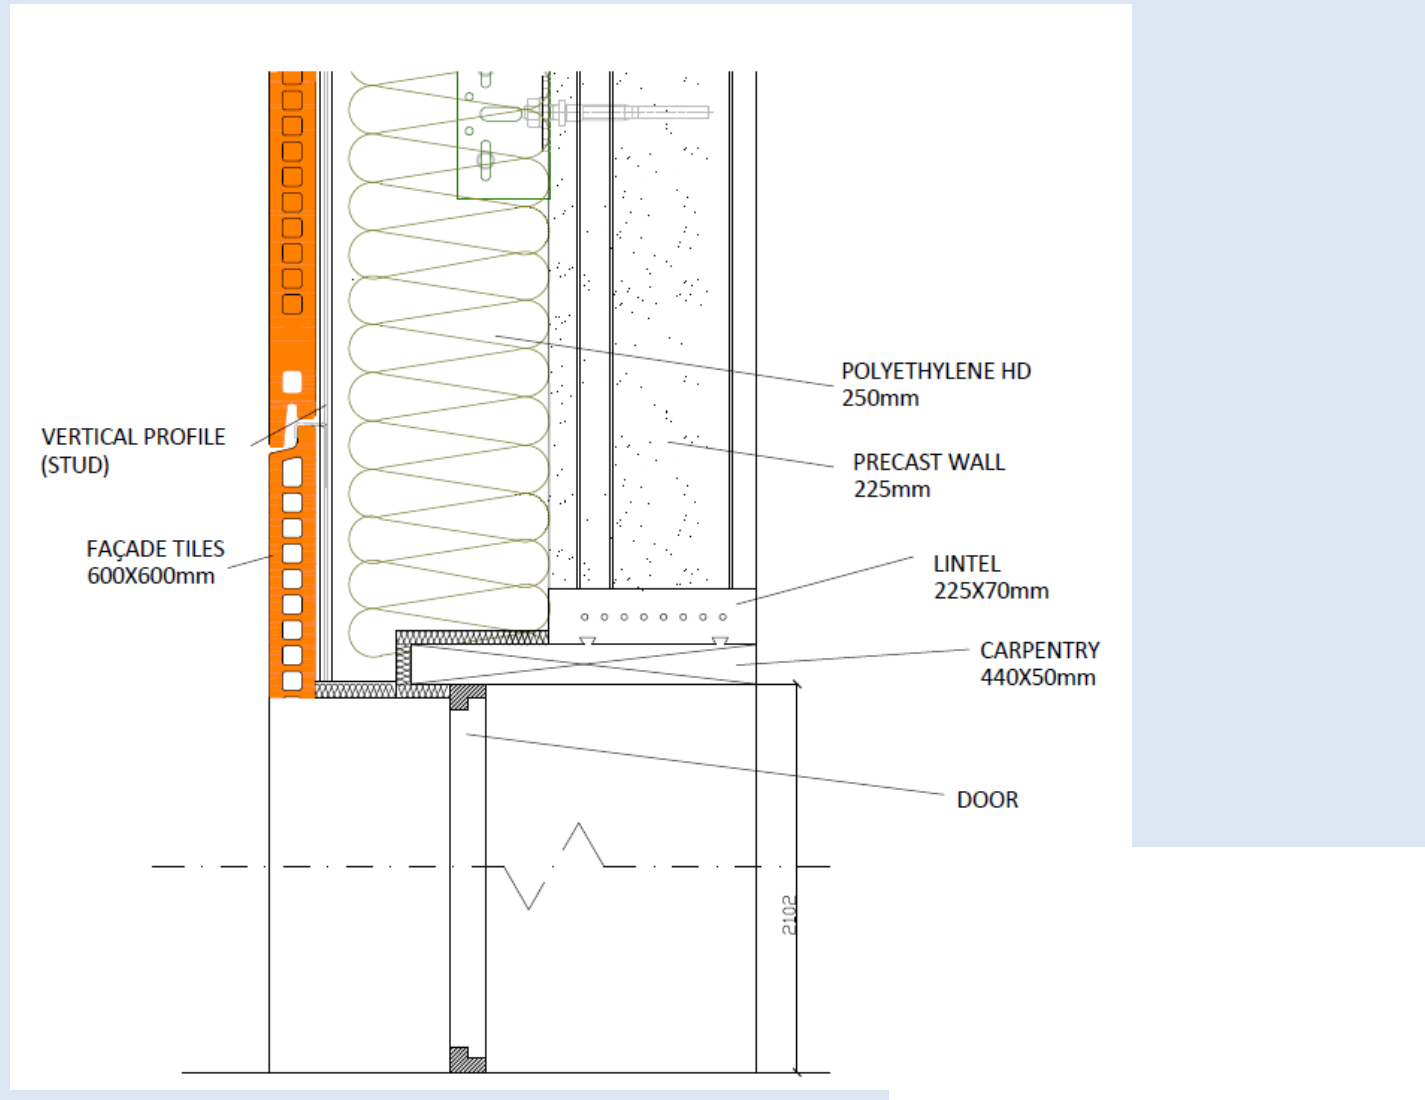 POLYETHYLENE HD
250mm
VERTICAL PROFILE
(STUD)
PRECAST WALL
225mm
FAÇADE TILES
600X600mm
LINTEL
225X70mm
CARPENTRY
440X50mm
DOOR
2102